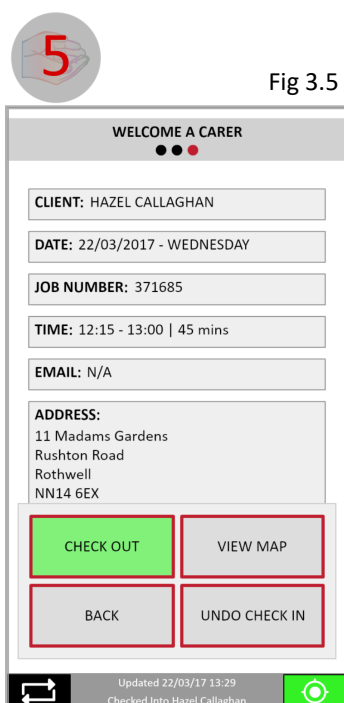 5
Fig 3.5
WELCOME A CARER
CLIENT: HAZEL CALLAGHAN
DATE: 22/03/2017 - WEDNESDAY
JOB NUMBER: 371685
TIME: 12:15 - 13:00 | 45 mins
EMAIL: N/A
ADDRESS:
11 Madams Gardens
Rushton Road
Rothwell
NN14 6EX
CHECK OUT
VIEW MAP
BACK
UNDO CHECK IN
Updated 22/03/17 13:29
Checked Into Hazel Callaghan